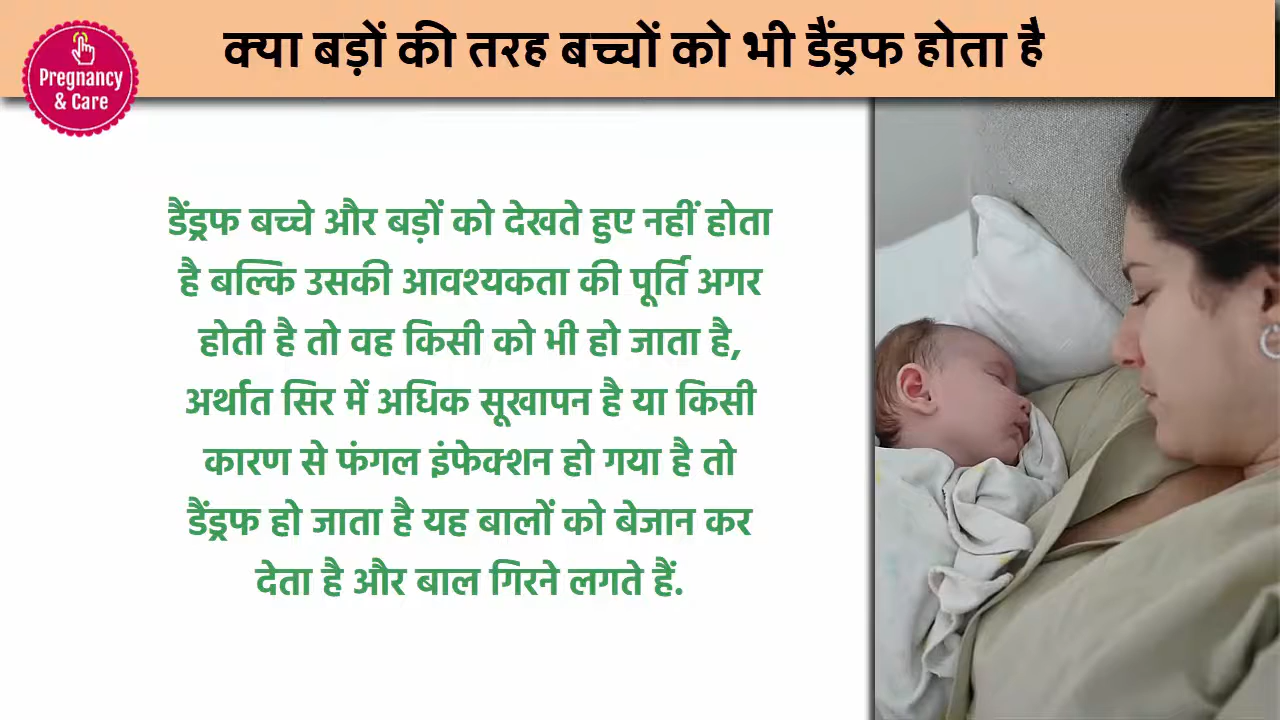 क्या बड़ों की तरह बच्चों को भी डैंड्रफ होता है
Pregnancy
& Care
डैंड्रफ बच्चे और बड़ों को देखते हुए नहीं होता
है बल्कि उसकी आवश्यकता की पूर्ति अगर
होती है तो वह किसी को भी हो जाता है,
अर्थात सिर में अधिक सूखापन है या किसी
कारण से फंगल इंफेक्शन हो गया है तो
डैंड्रफ हो जाता है यह बालों को बेजान कर
देता है और बाल गिरने लगते हैं.